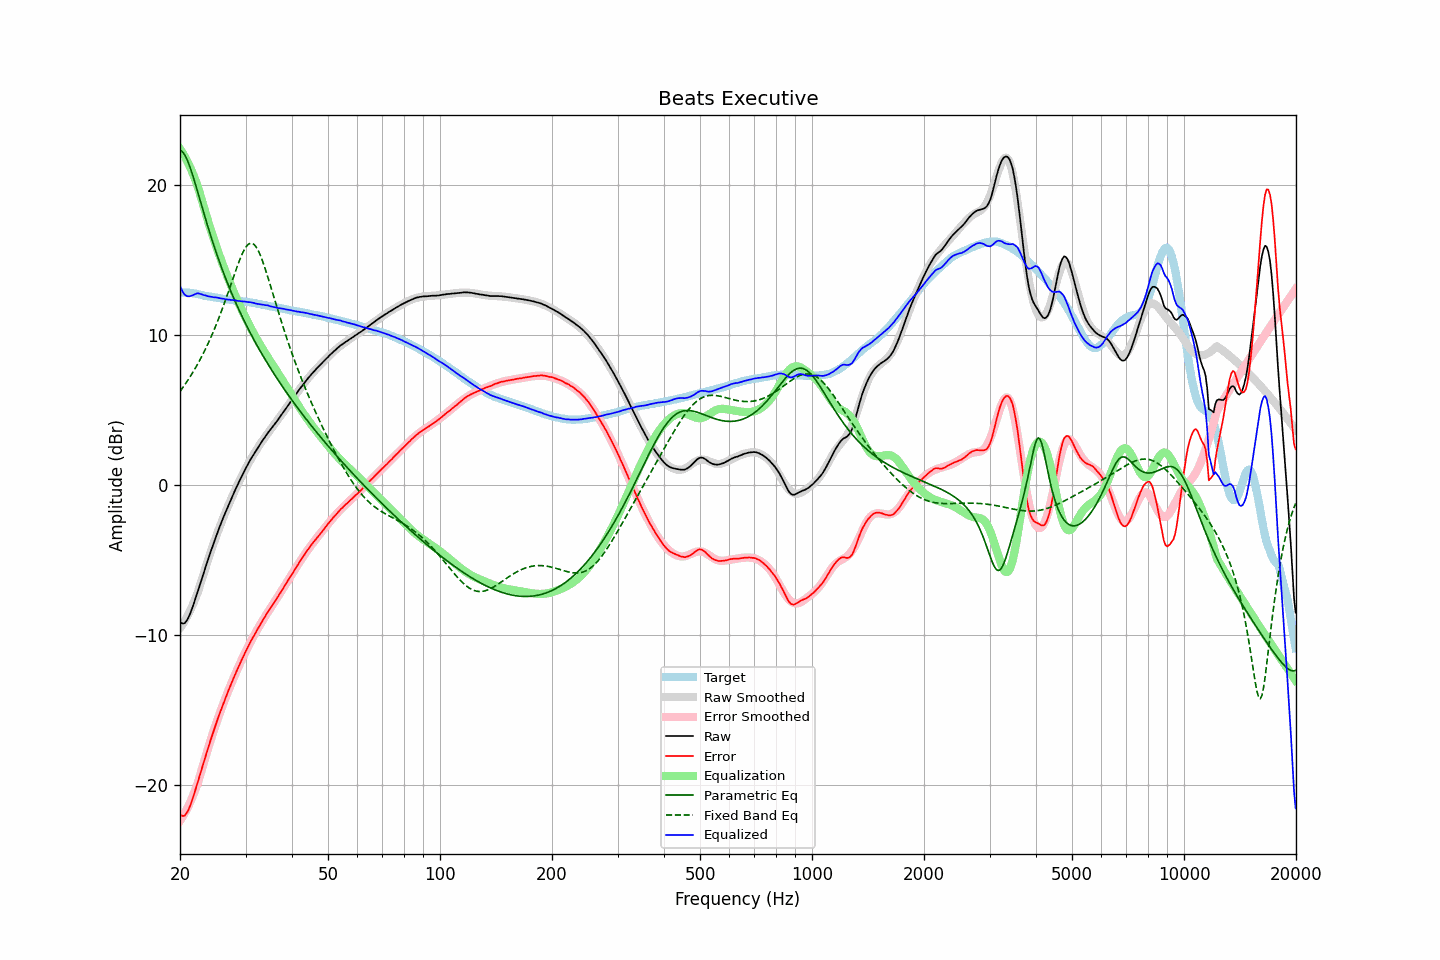 Beats Executive
Amplitude (dBr)
20
10
0
−10
−20
Target
Raw Smoothed
Error Smoothed
Raw
Error
Equalization
Parametric Eq
Fixed Band Eq
Equalized
20 50 100 200 500 1000 2000 5000 10000 20000
Frequency (Hz)